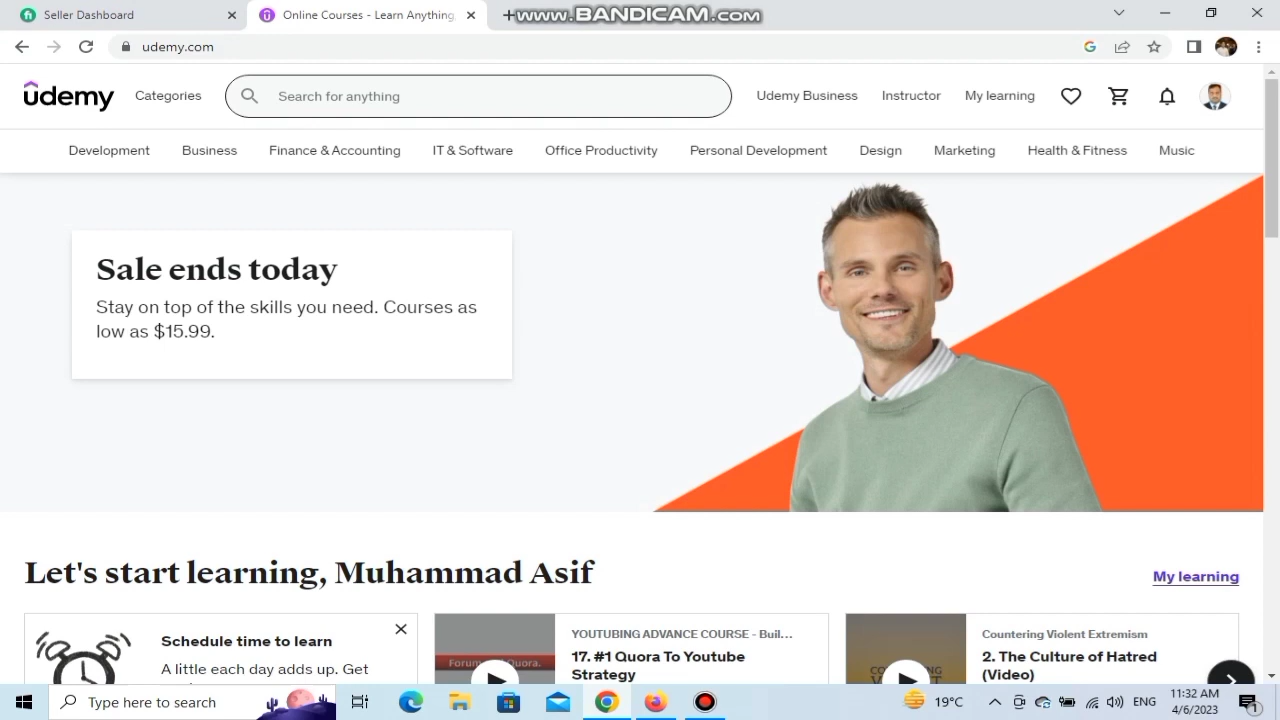 Seller Dashboard
Online Courses - Learn Anything,
www.BANDICAM.com
udemy.com
udemy
Categories
Search for anything
Udemy Business
Instructor
My learning
Development
Business
Finance & Accounting
IT & Software
Office Productivity
Personal Development
Design
Marketing
Health & Fitness
Music
Sale ends today
Stay on top of the skills you need. Courses as
low as $15.99.
Let's start learning, Muhammad Asif
My learning
Schedule time to learn
A little each day adds up. Get
Forum Quora.
YOUTUBING ADVANCE COURSE - Buil...
17. #1 Quora To Youtube
Strategy
Countering Violent Extremism
2. The Culture of Hatred
(Video)
Type here to search
19°C
ENG
11:32 AM
4/6/2023
1